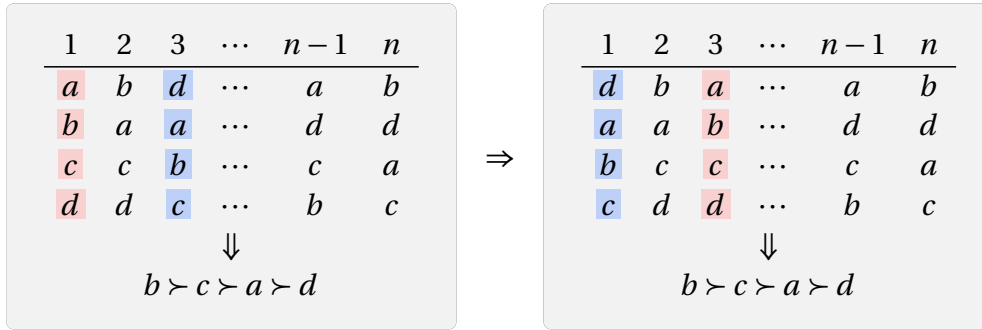 1 2 3 ⋯ n − 1 n
a b d ⋯ a b
b a a ⋯ d d
c c b ⋯ c a
d d c ⋯ b c
⇓
b ≻ c ≻ a ≻ d
⇒
1 2 3 ⋯ n − 1 n
d b a ⋯ a b
a a b ⋯ d d
b c c ⋯ c a
c d d ⋯ b c
⇓
b ≻ c ≻ a ≻ d